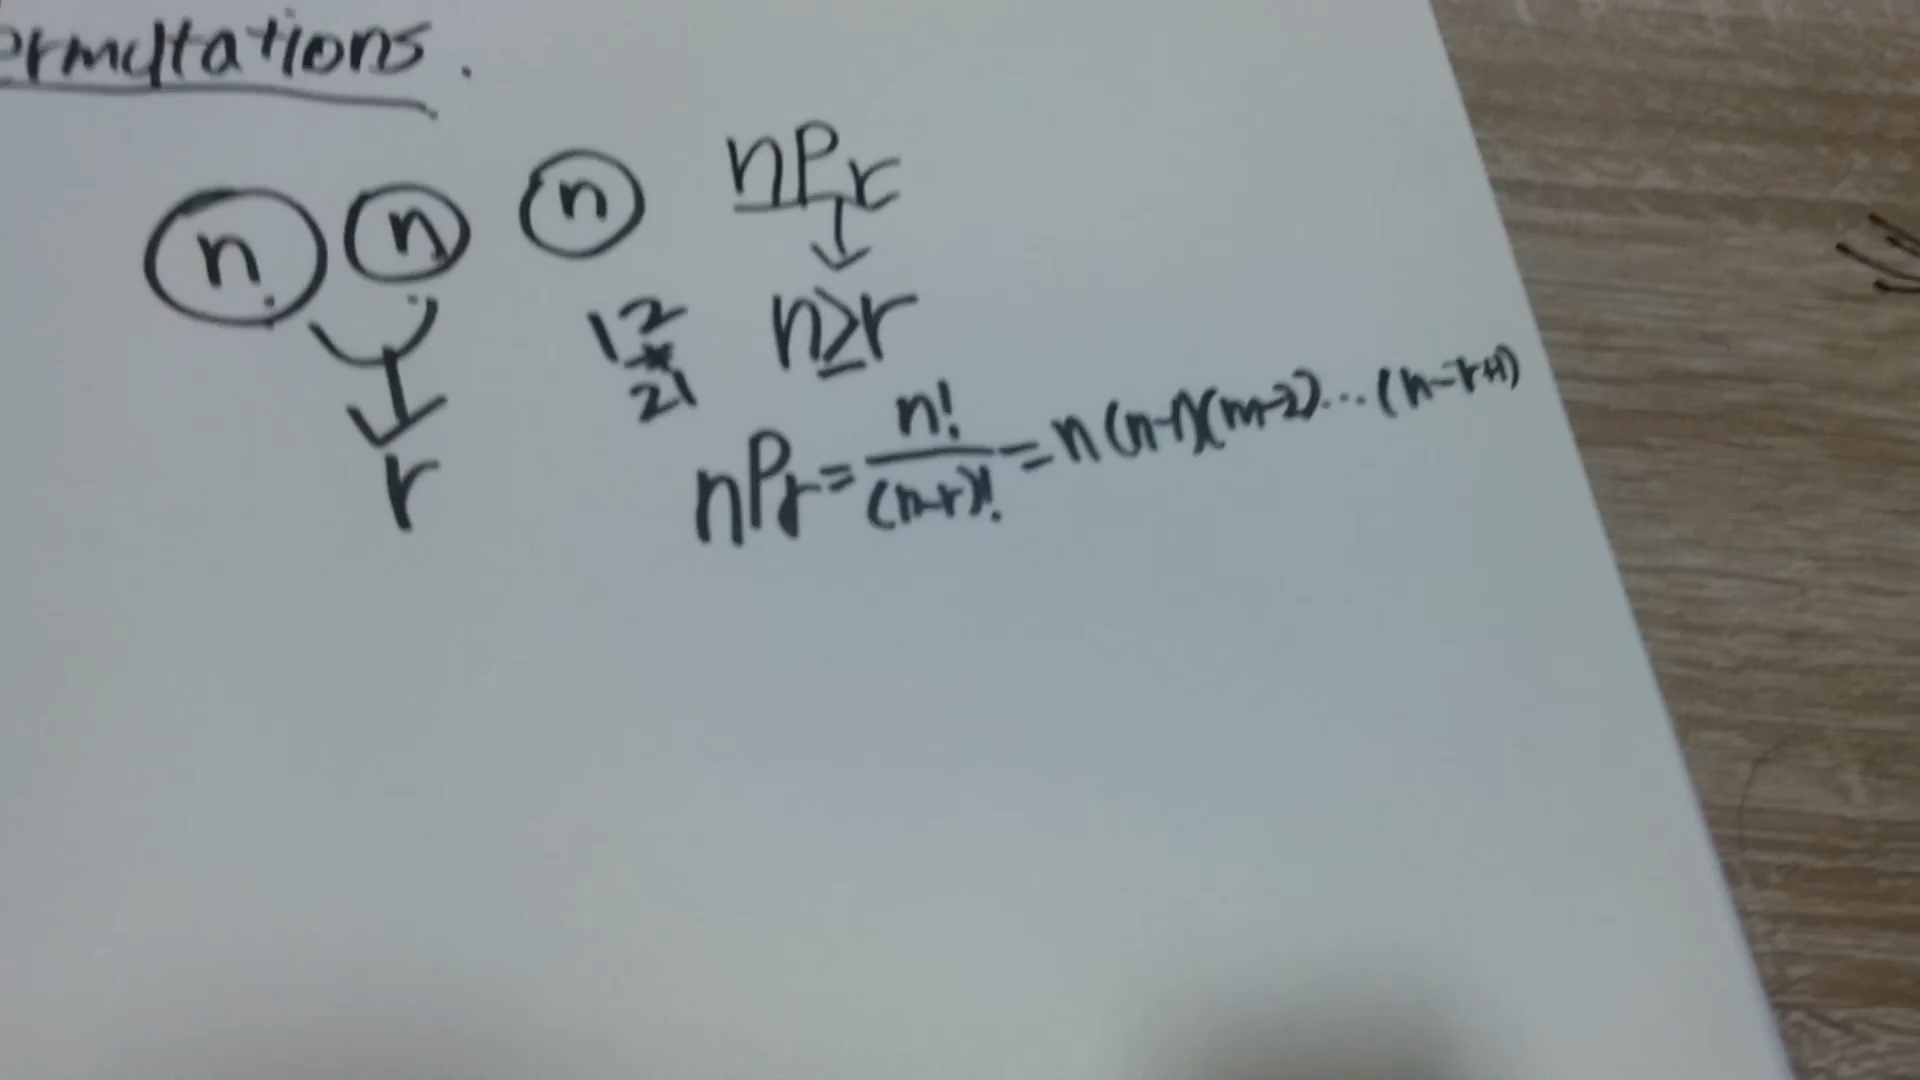 ermutations.
n n n nPr
n≥r
12
21
r
nPr = n!/(n-r)! = n(n-1)(n-2)...(n-r+1)